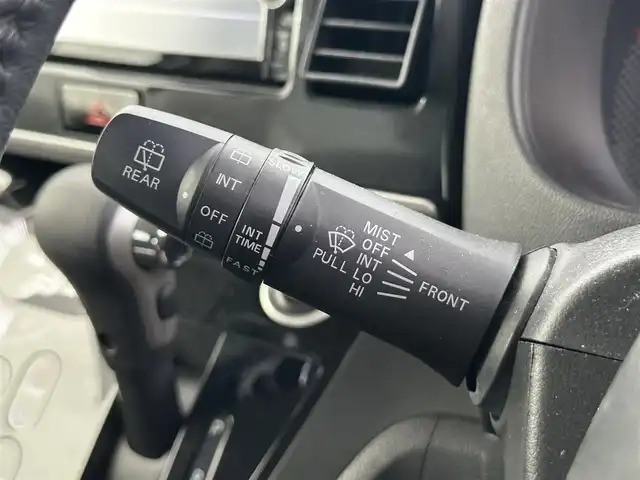 REAR
INT
OFF
SLOW
INT
TIME
FAST
MIST
OFF
INT
PULL LO
HI
FRONT